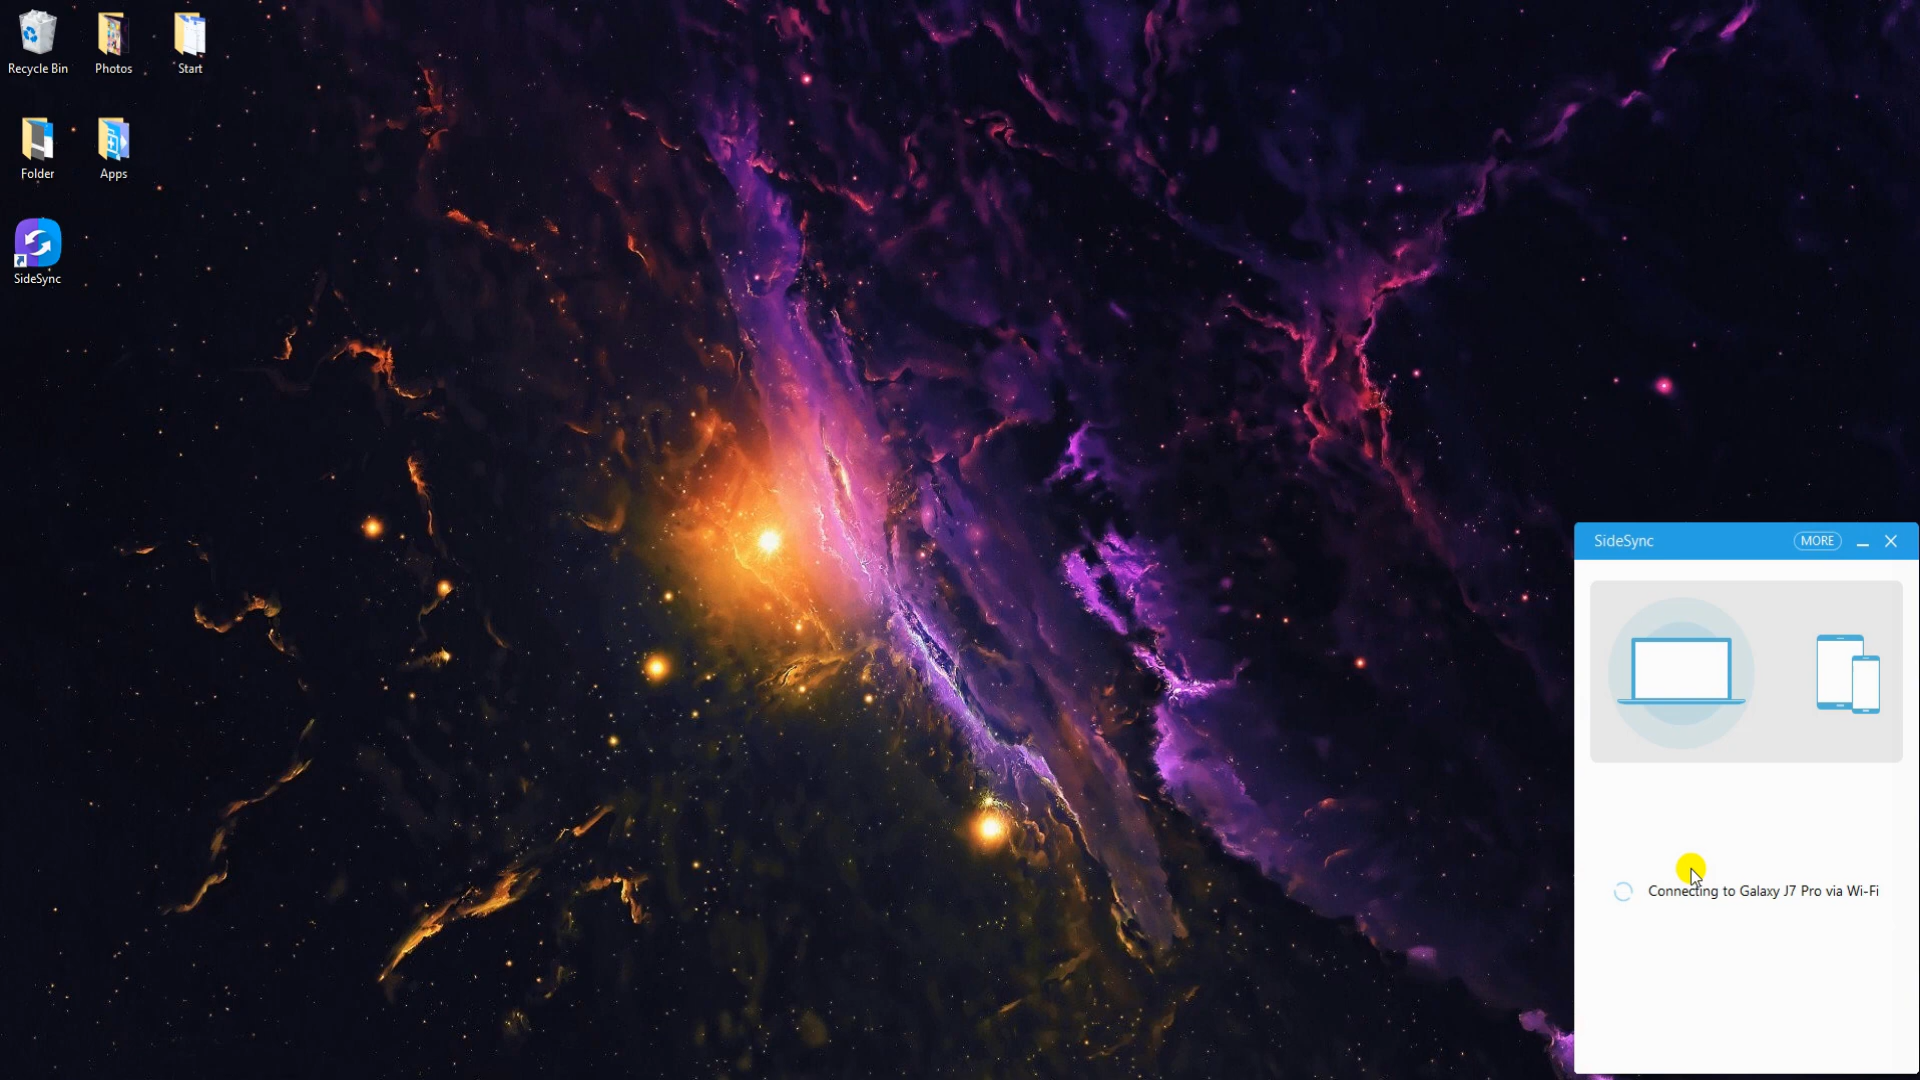 Recycle Bin
Photos
Start
Folder
Apps
SideSync
SideSync
MORE
Connecting to Galaxy J7 Pro via Wi-Fi